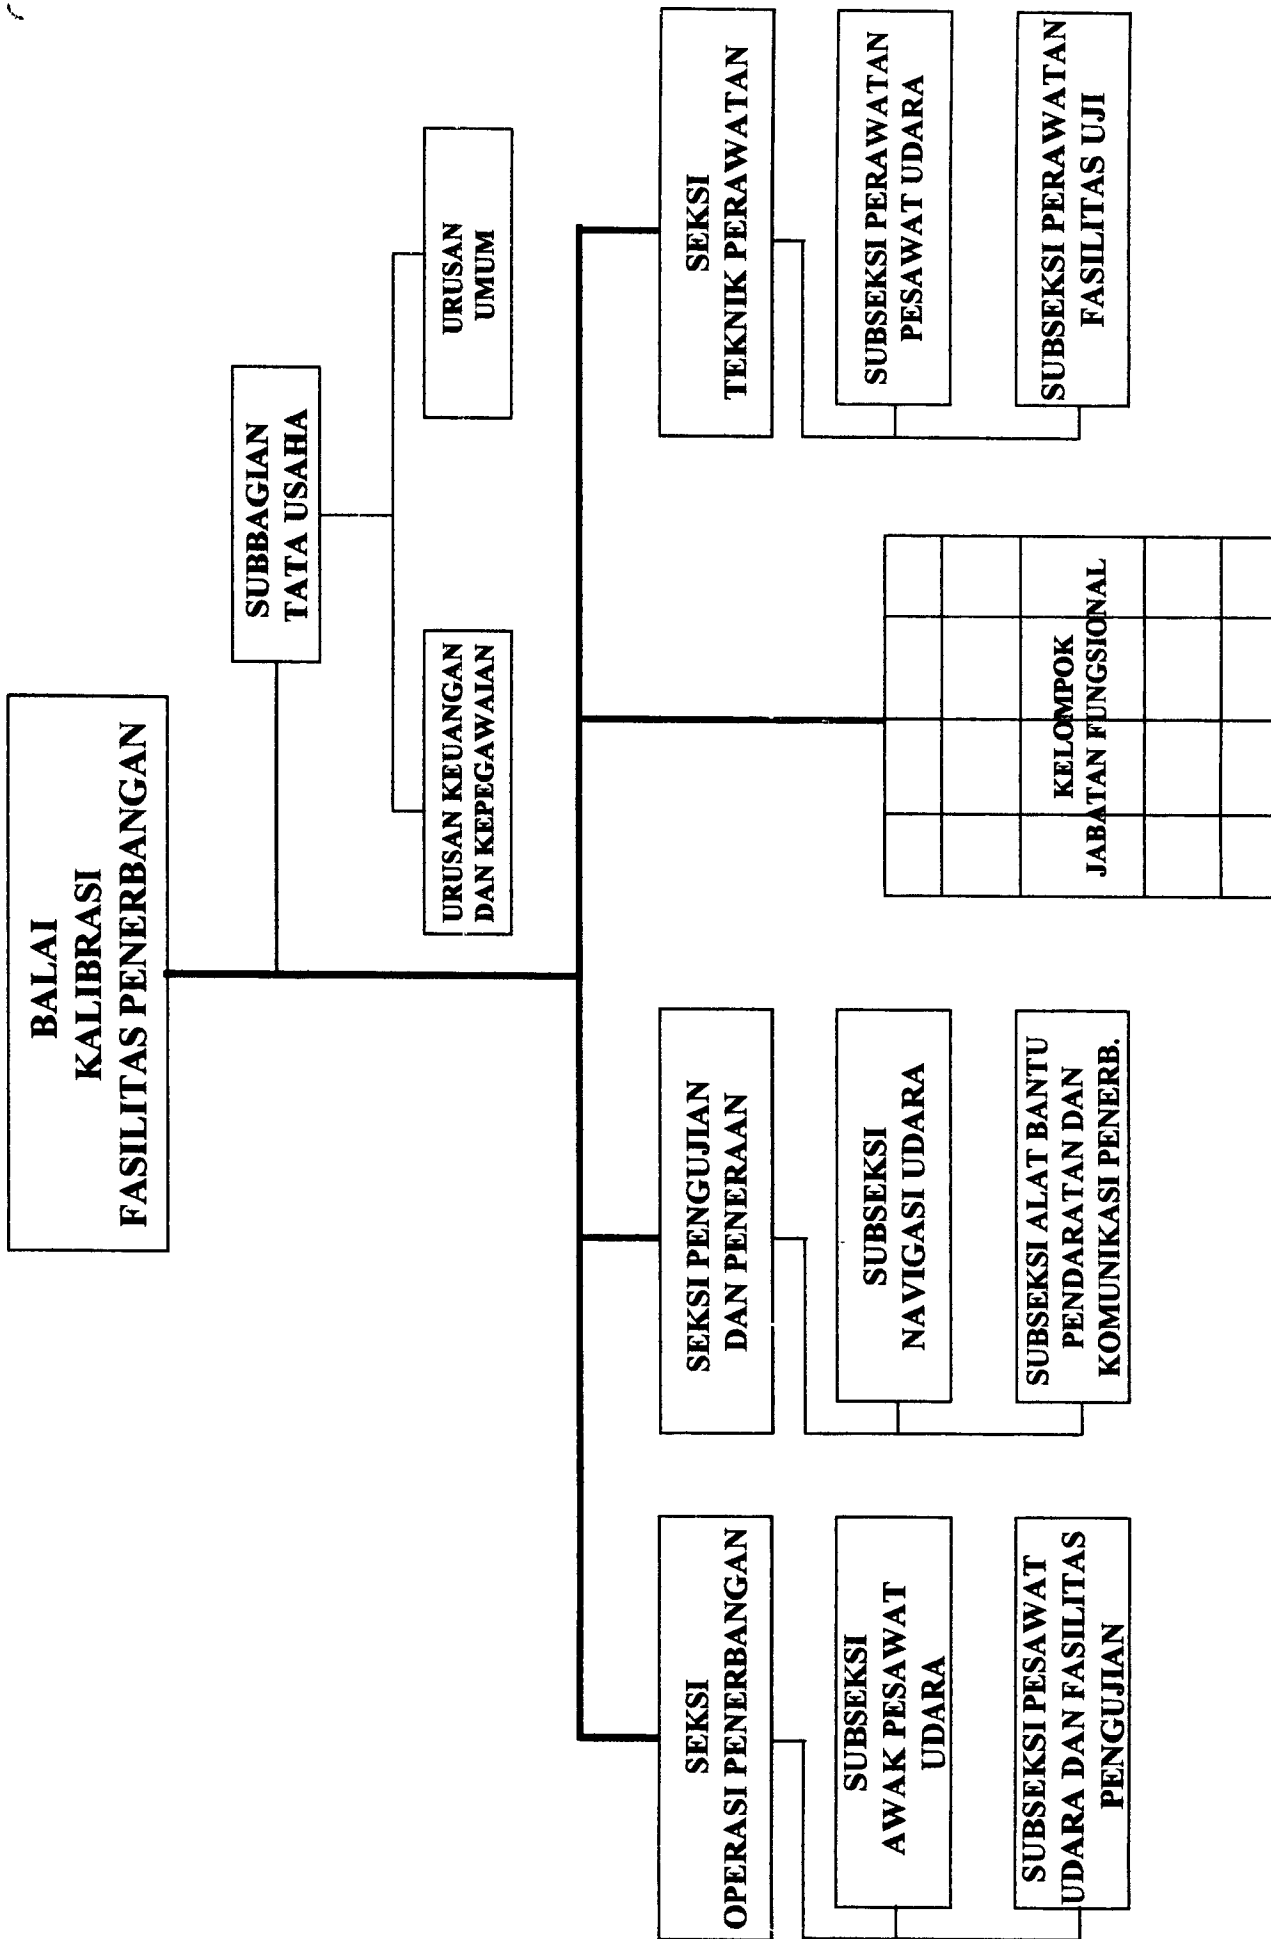 BALAI
KALIBRASI
FASILITAS PENERBANGAN
SUBBAGIAN
TATA USAHA
URUSAN KEUANGAN
DAN KEPEGAWAIAN
URUSAN
UMUM
SEKSI
OPERASI PENERBANGAN
SUBSEKSI
AWAK PESAWAT
UDARA
SUBSEKSI PESAWAT
UDARA DAN FASILITAS
PENGUJIAN
SEKSI PENGUJIAN
DAN PENERAAN
SUBSEKSI
NAVIGASI UDARA
SUBSEKSI ALAT BANTU
PENDARATAN DAN
KOMUNIKASI PENERB.
KELOMPOK
JABATAN FUNGSIONAL
SEKSI
TEKNIK PERAWATAN
SUBSEKSI PERAWATAN
PESAWAT UDARA
SUBSEKSI PERAWATAN
FASILITAS UJI